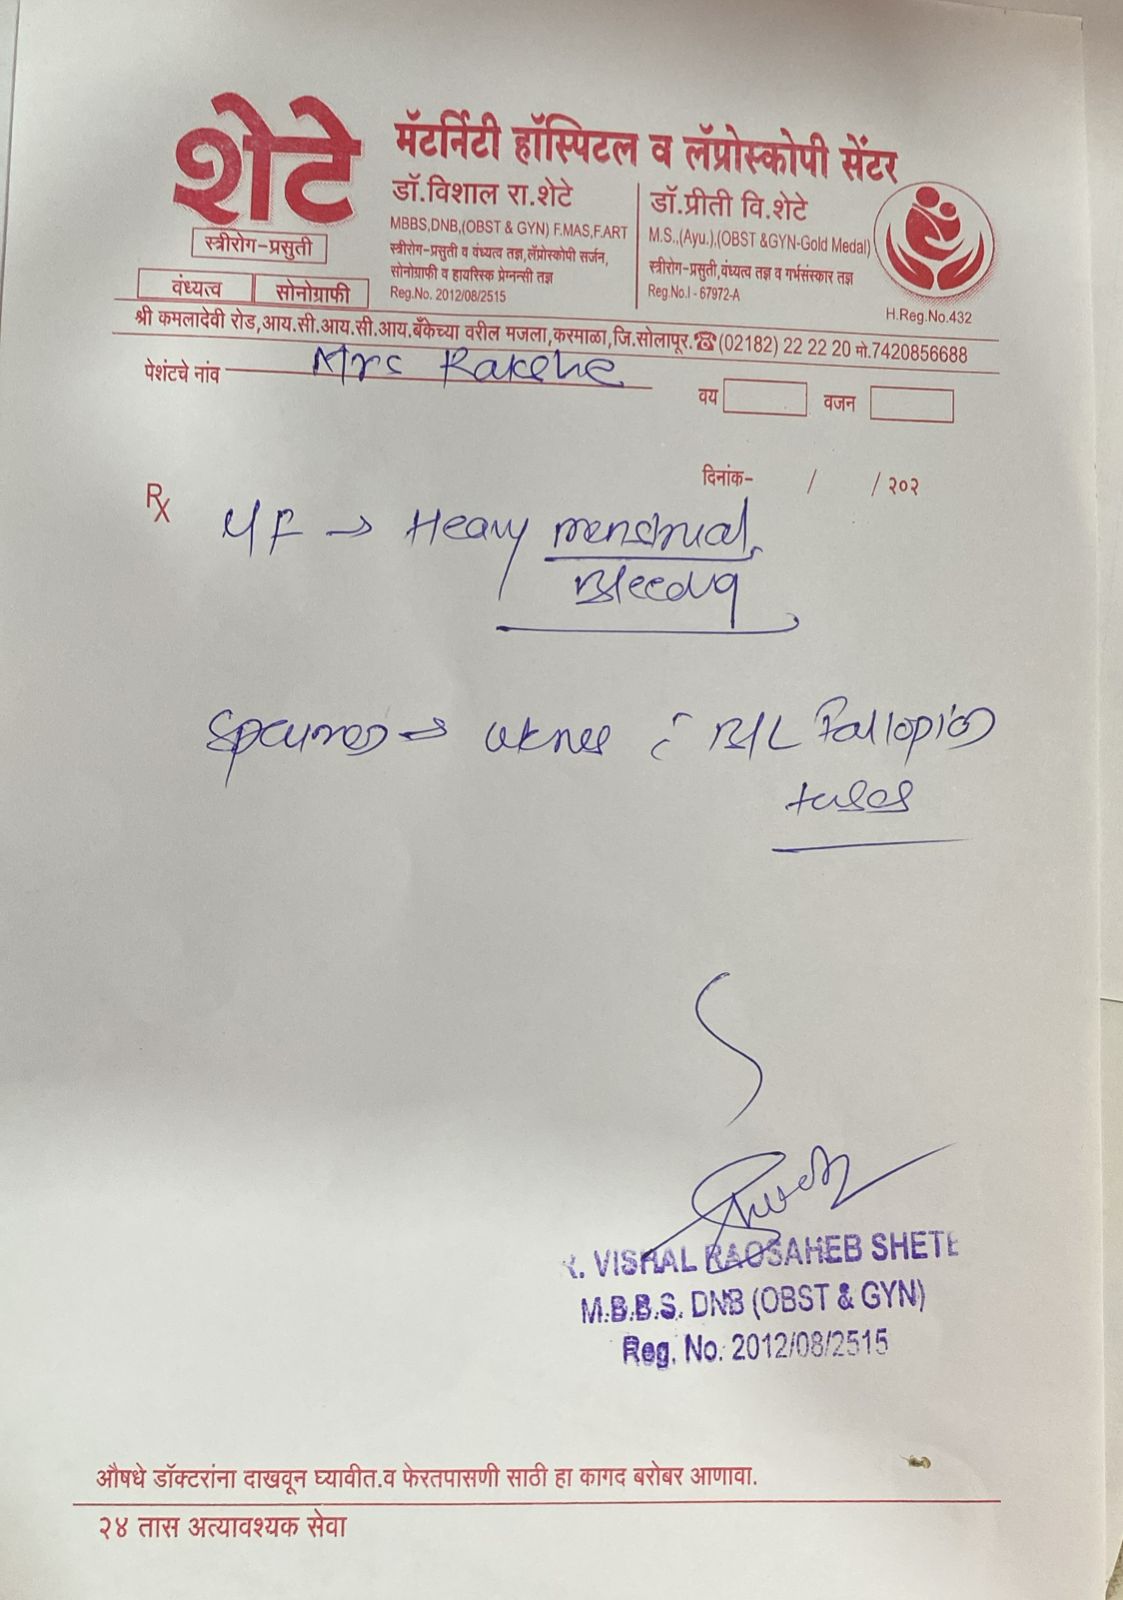 शेटे
मॅटर्निटी हॉस्पिटल व लॅप्रोस्कोपी सेंटर
स्त्रीरोग-प्रसुती
वंध्यत्व सोनोग्राफी
डॉ.विशाल रा.शेटे
MBBS,DNB,(OBST & GYN) F.MAS,F.ART
स्त्रीरोग-प्रसुती व वंध्यत्व तज्ञ,लॅप्रोस्कोपी सर्जन,
सोनोग्राफी व हायरिस्क प्रेग्नन्सी तज्ञ
Reg.No. 2012/08/2515
डॉ.प्रीती वि.शेटे
M.S.,(Ayu.),(OBST &GYN-Gold Medal)
स्त्रीरोग-प्रसुती,वंध्यत्व तज्ञ व गर्भसंस्कार तज्ञ
Reg.No.I - 67972-A
H.Reg.No.432
श्री कमलादेवी रोड,आय.सी.आय.सी.आय.बँकेच्या वरील मजला,करमाळा,जि.सोलापूर.☎(02182) 22 22 20 मो.7420856688
पेशंटचे नांव Mrs
वय वजन
दिनांक- / /२०२
Rx
→ Heavy menstrual
Bleeding
→ B/L Fallopian
tubes
VISHAL RAOSAHEB SHETE
M.B.B.S. DNB (OBST & GYN)
Reg. No. 2012/08/2515
औषधे डॉक्टरांना दाखवून घ्यावीत.व फेरतपासणी साठी हा कागद बरोबर आणावा.
२४ तास अत्यावश्यक सेवा